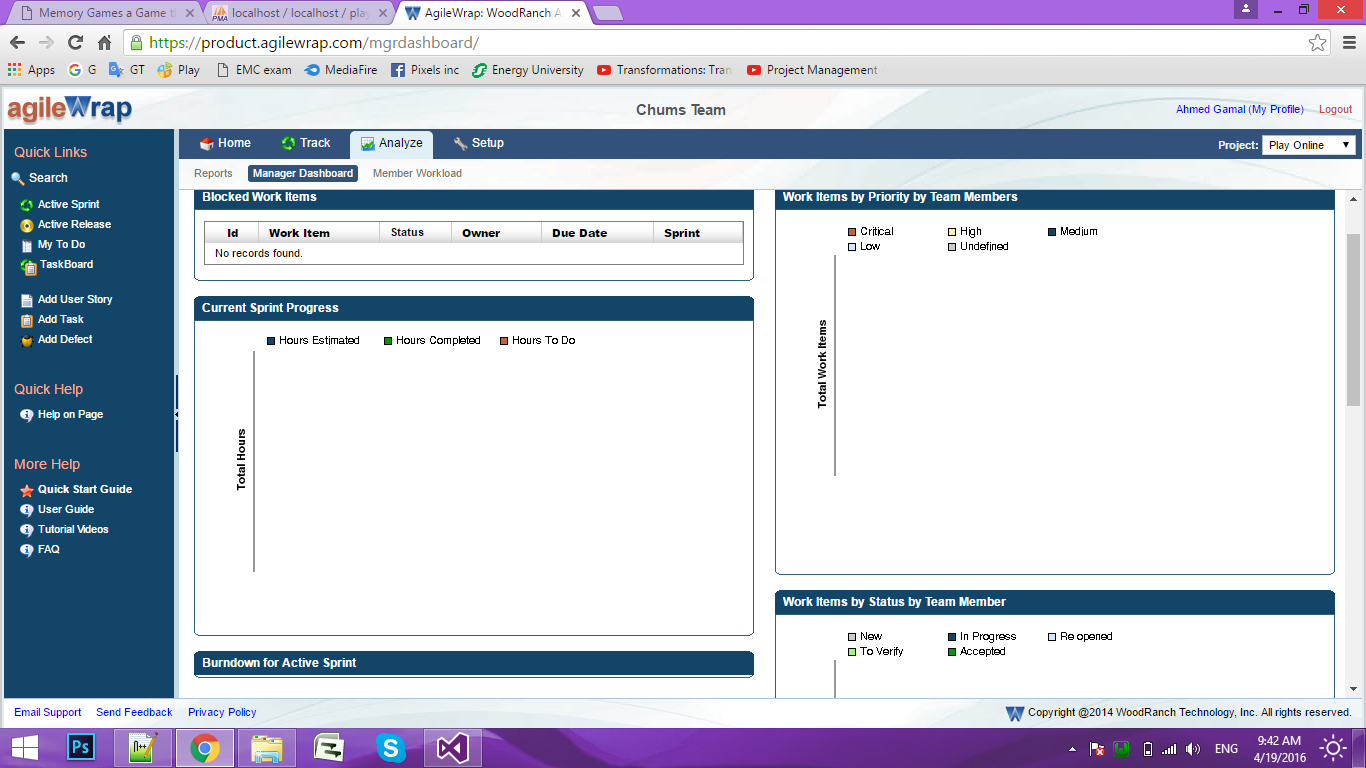 Memory Games a Game t
localhost / localhost / play
AgileWrap: WoodRanch A
https://product.agilewrap.com/mgrdashboard/
Apps G GT Play EMC exam MediaFire Pixels inc Energy University Transformations: Tran Project Management
agileWrap
Chums Team
Ahmed Gamal (My Profile) Logout
Home Track Analyze Setup
Project: Play Online
Reports Manager Dashboard Member Workload
Quick Links
Search
Active Sprint
Active Release
My To Do
TaskBoard
Add User Story
Add Task
Add Defect
Quick Help
Help on Page
More Help
Quick Start Guide
User Guide
Tutorial Videos
FAQ
Blocked Work Items
Id Work Item Status Owner Due Date Sprint
No records found.
Current Sprint Progress
Hours Estimated Hours Completed Hours To Do
Total Hours
Burndown for Active Sprint
Work Items by Priority by Team Members
Critical High Medium
Low Undefined
Total Work Items
Work Items by Status by Team Member
New In Progress Re opened
To Verify Accepted
Email Support Send Feedback Privacy Policy
Copyright @2014 WoodRanch Technology, Inc. All rights reserved.
ENG
9:42 AM
4/19/2016